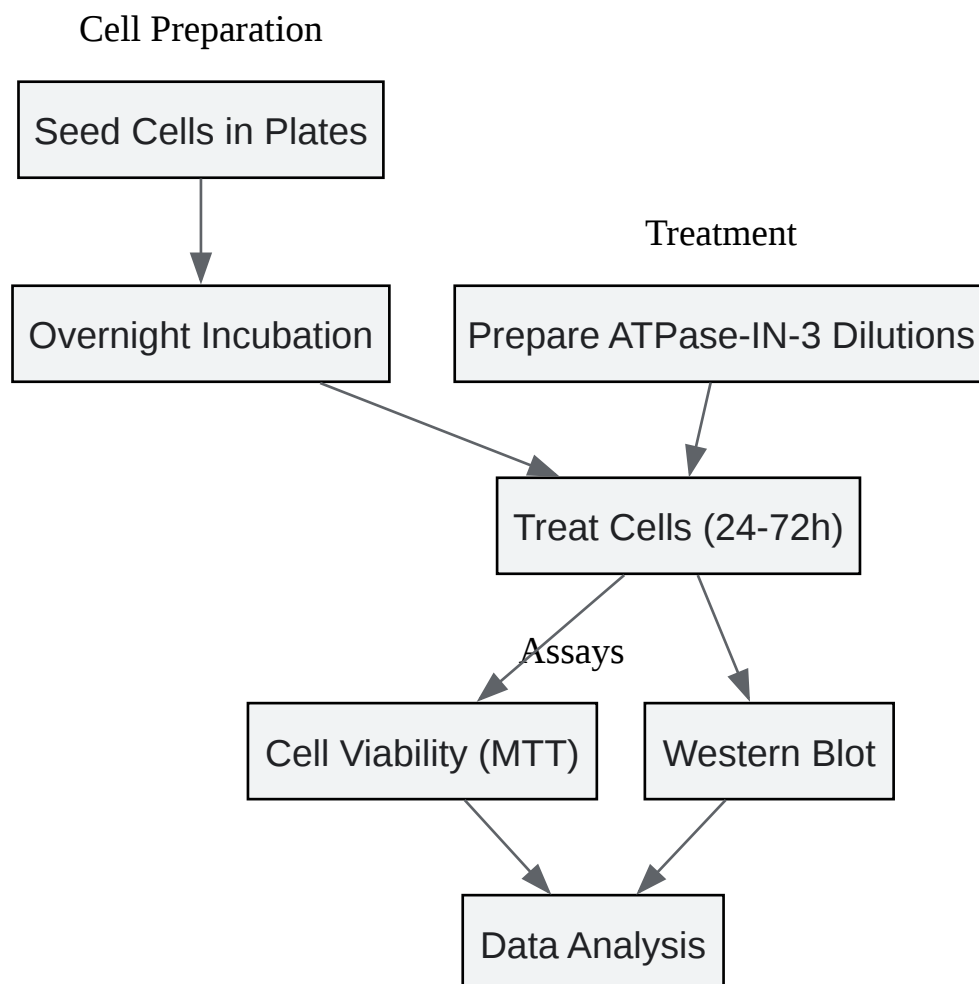 Cell Preparation
Seed Cells in Plates
Treatment
Overnight Incubation
Prepare ATPase-IN-3 Dilutions
Treat Cells (24-72h)
Assays
Cell Viability (MTT)
Western Blot
Data Analysis